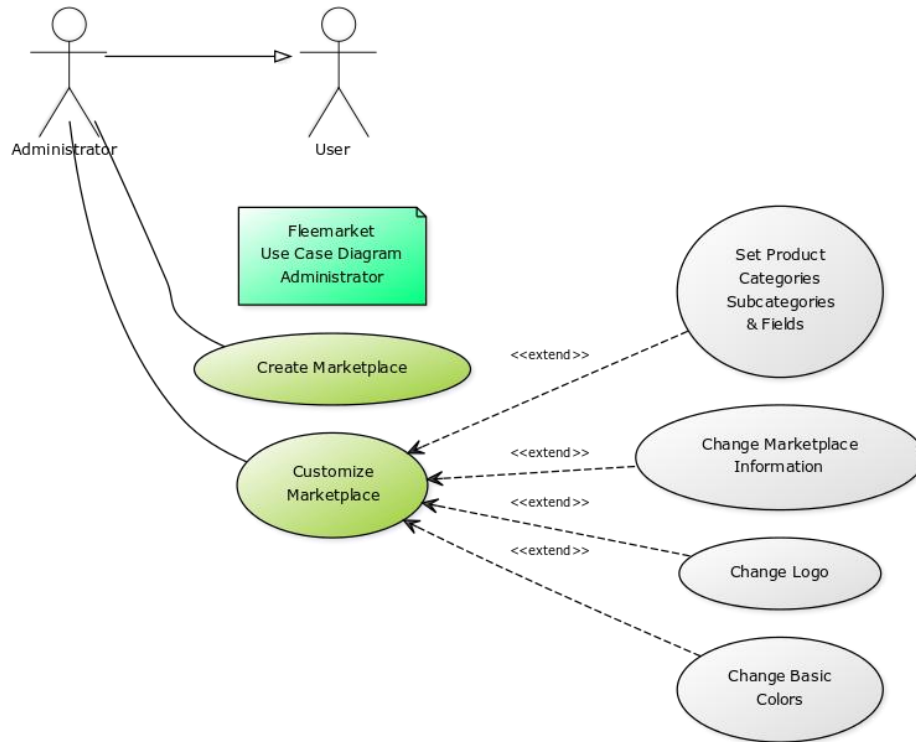 Administrator
User
Fleemarket
Use Case Diagram
Administrator
Set Product
Categories
Subcategories
& Fields
<<extend>>
Create Marketplace
Change Marketplace
Information
<<extend>>
Customize
Marketplace
<<extend>>
Change Logo
<<extend>>
Change Basic
Colors